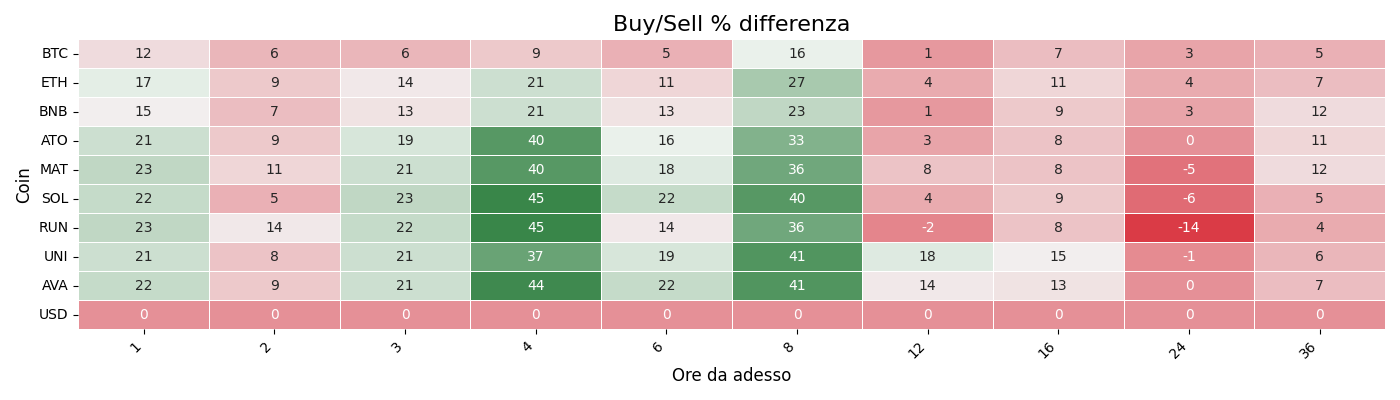 Buy/Sell % differenza
Coin
BTC 12 6 6 9 5 16 1 7 3 5
ETH 17 9 14 21 11 27 4 11 4 7
BNB 15 7 13 21 13 23 1 9 3 12
ATO 21 9 19 40 16 33 3 8 0 11
MAT 23 11 21 40 18 36 8 8 -5 12
SOL 22 5 23 45 22 40 4 9 -6 5
RUN 23 14 22 45 14 36 -2 8 -14 4
UNI 21 8 21 37 19 41 18 15 -1 6
AVA 22 9 21 44 22 41 14 13 0 7
USD 0 0 0 0 0 0 0 0 0 0
1 2 3 4 6 8 12 16 24 36
Ore da adesso